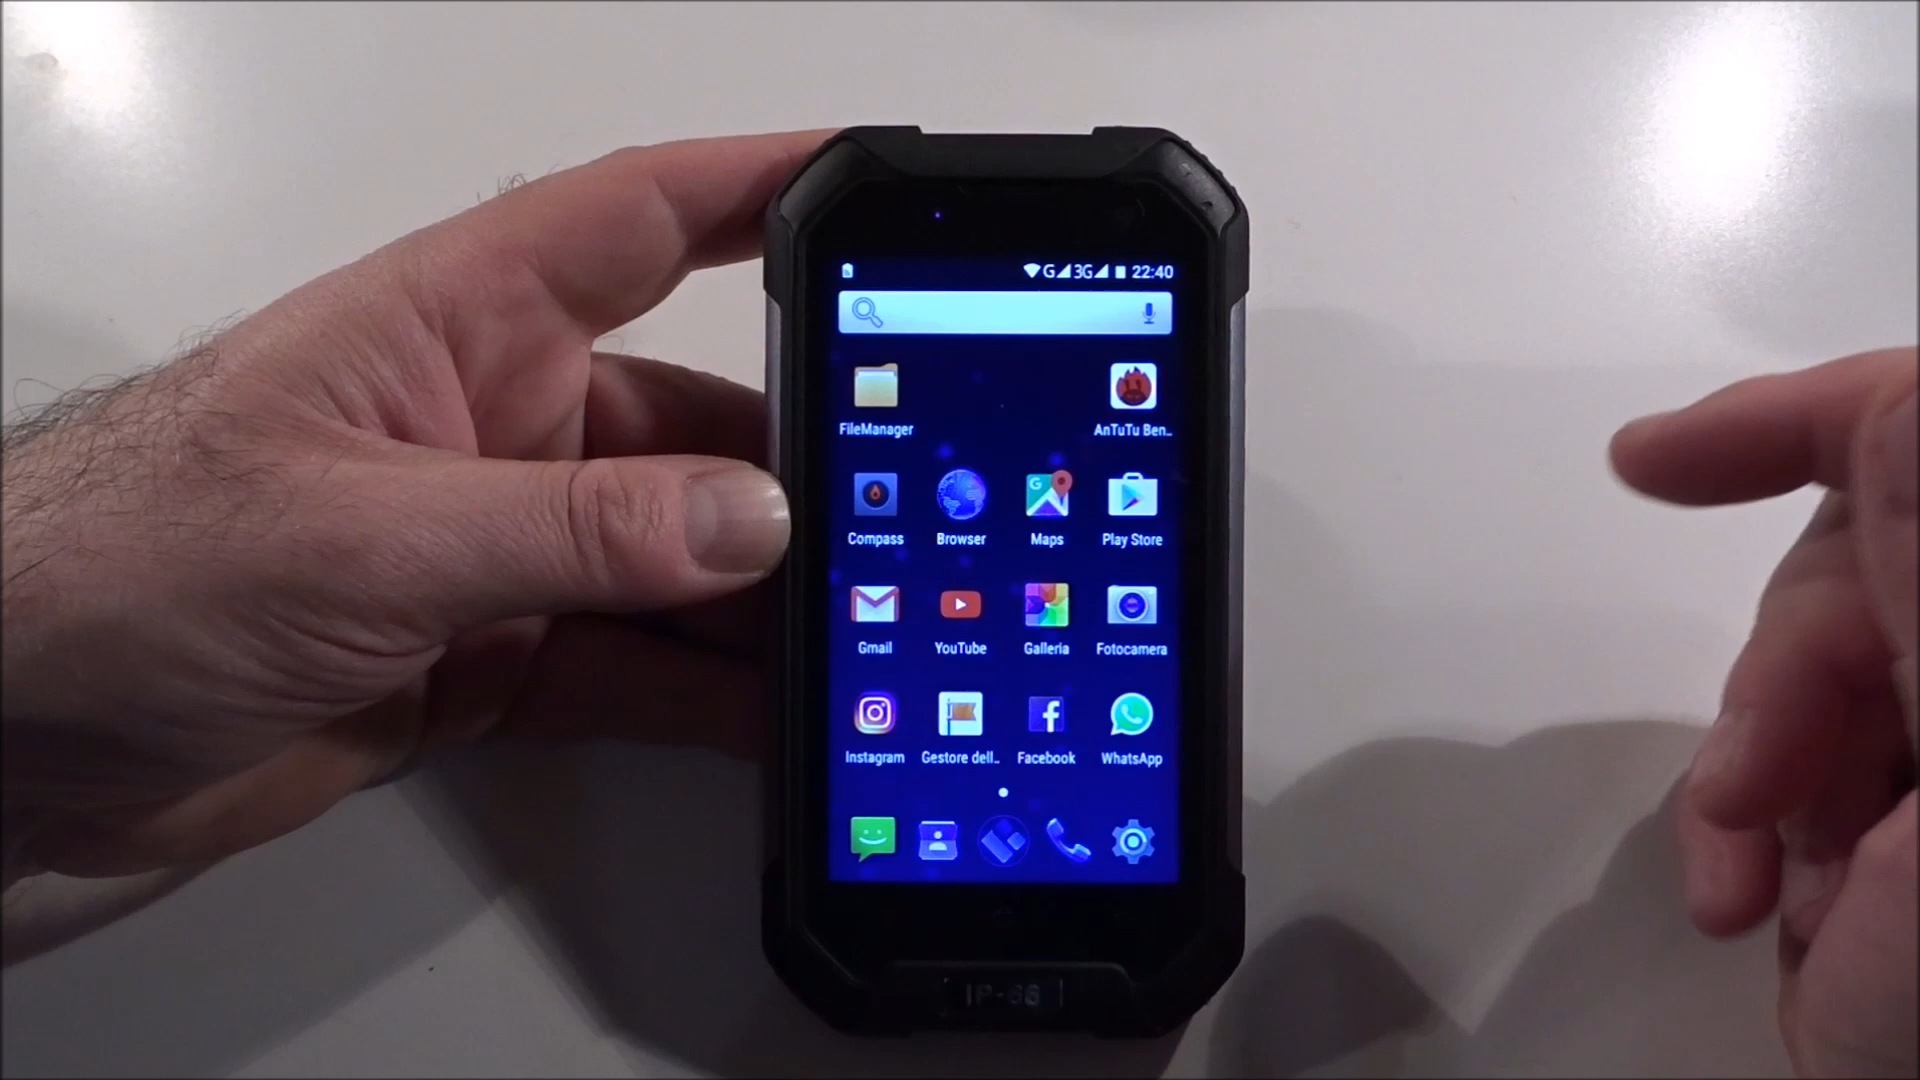 G 3G 22:40
FileManager AnTuTu Ben..
Compass Browser Maps Play Store
Gmail YouTube Galleria Fotocamera
Instagram Gestore dell.. Facebook WhatsApp
IP-66